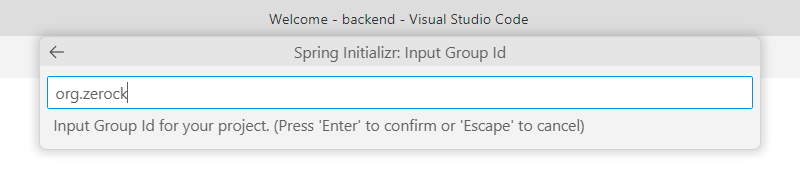 Welcome - backend - Visual Studio Code
Spring Initializr: Input Group Id
org.zerock
Input Group Id for your project. (Press 'Enter' to confirm or 'Escape' to cancel)